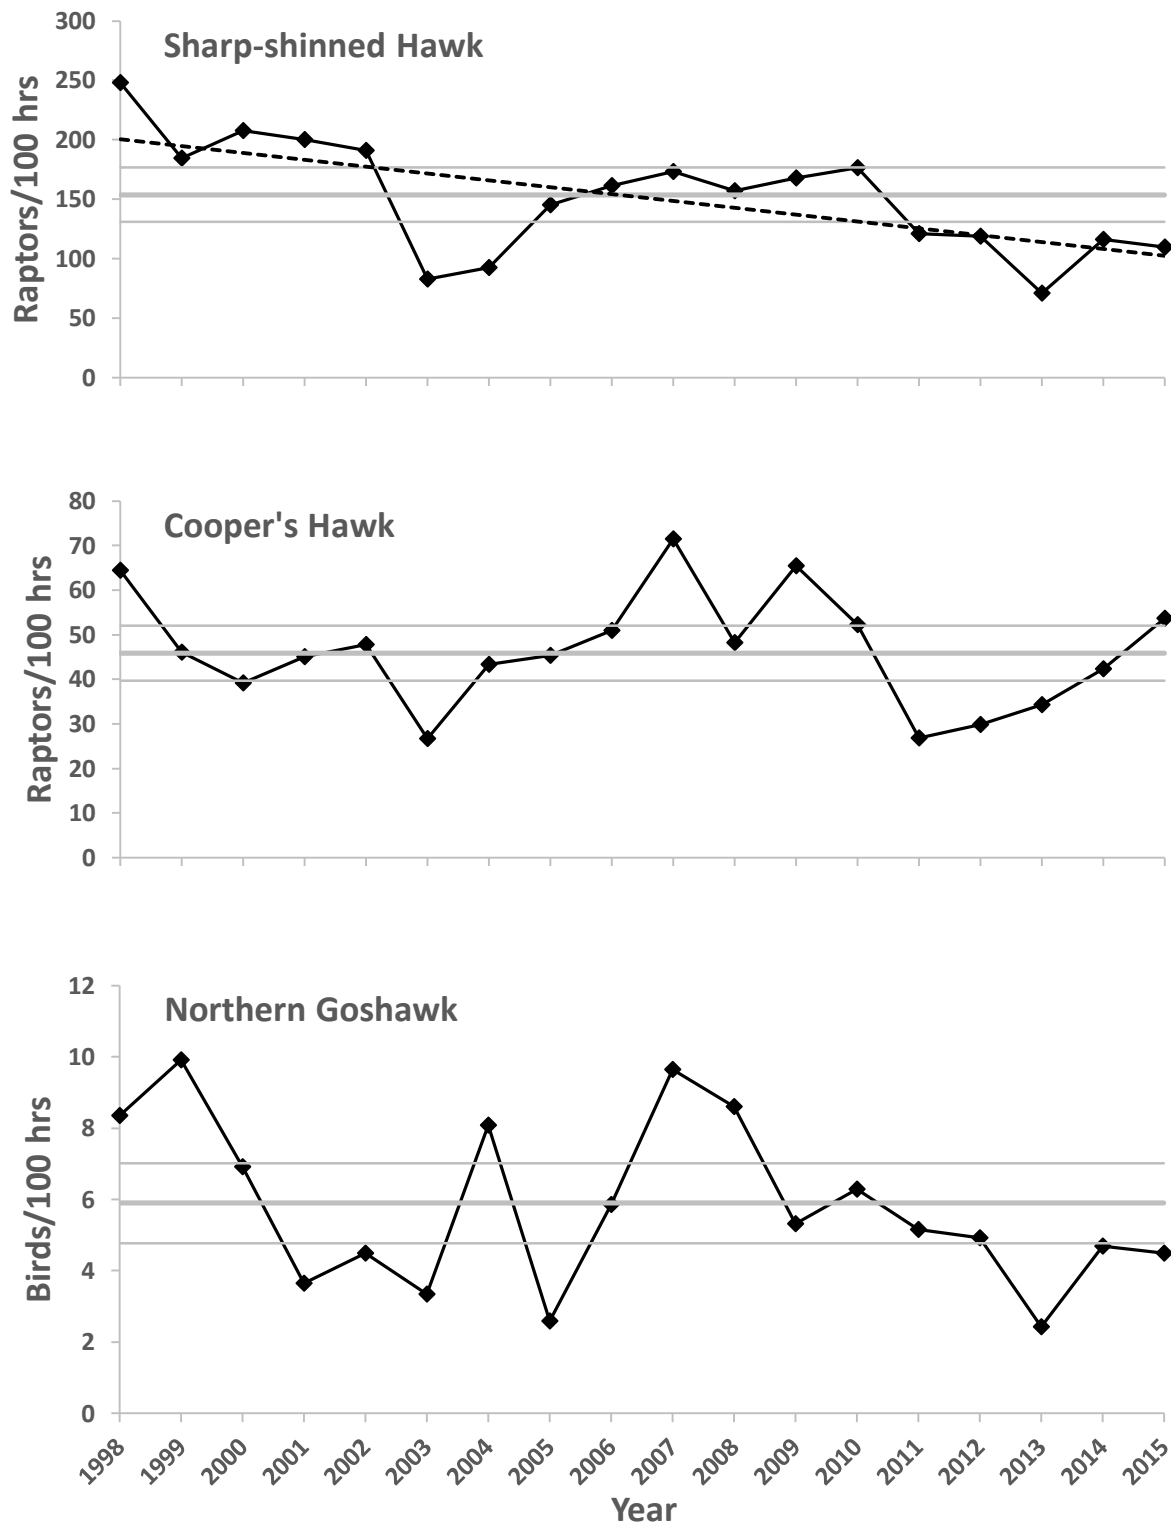 Sharp-shinned Hawk
Raptors/100 hrs
300
250
200
150
100
50
0
Cooper's Hawk
Raptors/100 hrs
80
70
60
50
40
30
20
10
0
Northern Goshawk
Birds/100 hrs
12
10
8
6
4
2
0
1998 1999 2000 2001 2002 2003 2004 2005 2006 2007 2008 2009 2010 2011 2012 2013 2014 2015
Year